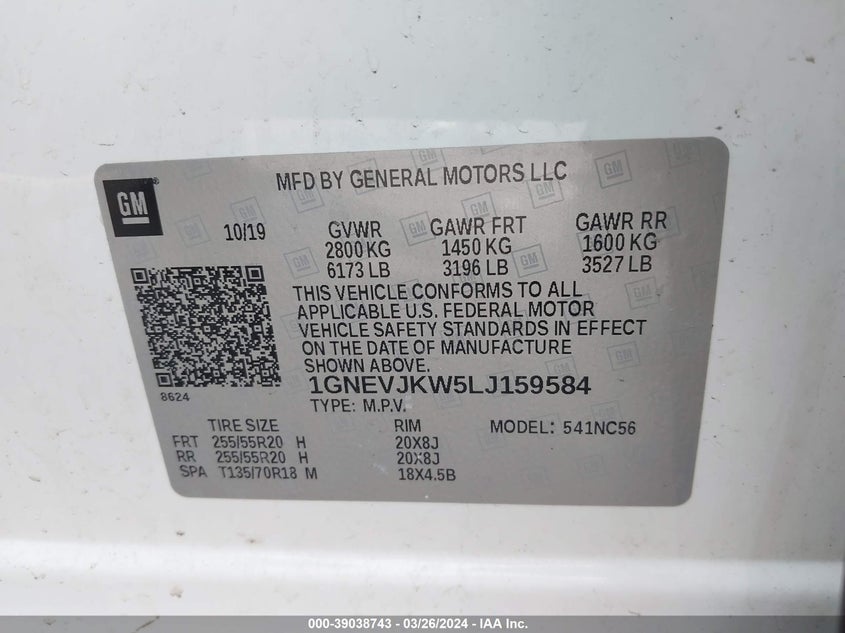 GM
MFD BY GENERAL MOTORS LLC
10/19 GVWR GAWR FRT GAWR RR
2800 KG 1450 KG 1600 KG
6173 LB 3196 LB 3527 LB
THIS VEHICLE CONFORMS TO ALL
APPLICABLE U.S. FEDERAL MOTOR
VEHICLE SAFETY STANDARDS IN EFFECT
ON THE DATE OF MANUFACTURE
SHOWN ABOVE.
8624
1GNEVJKW5LJ159584
TYPE: M.P.V.
TIRE SIZE RIM MODEL: 541NC56
FRT 255/55R20 H 20X8J
RR 255/55R20 H 20X8J
SPA T135/70R18 M 18X4.5B
000-39038743 - 03/26/2024 - IAA Inc.